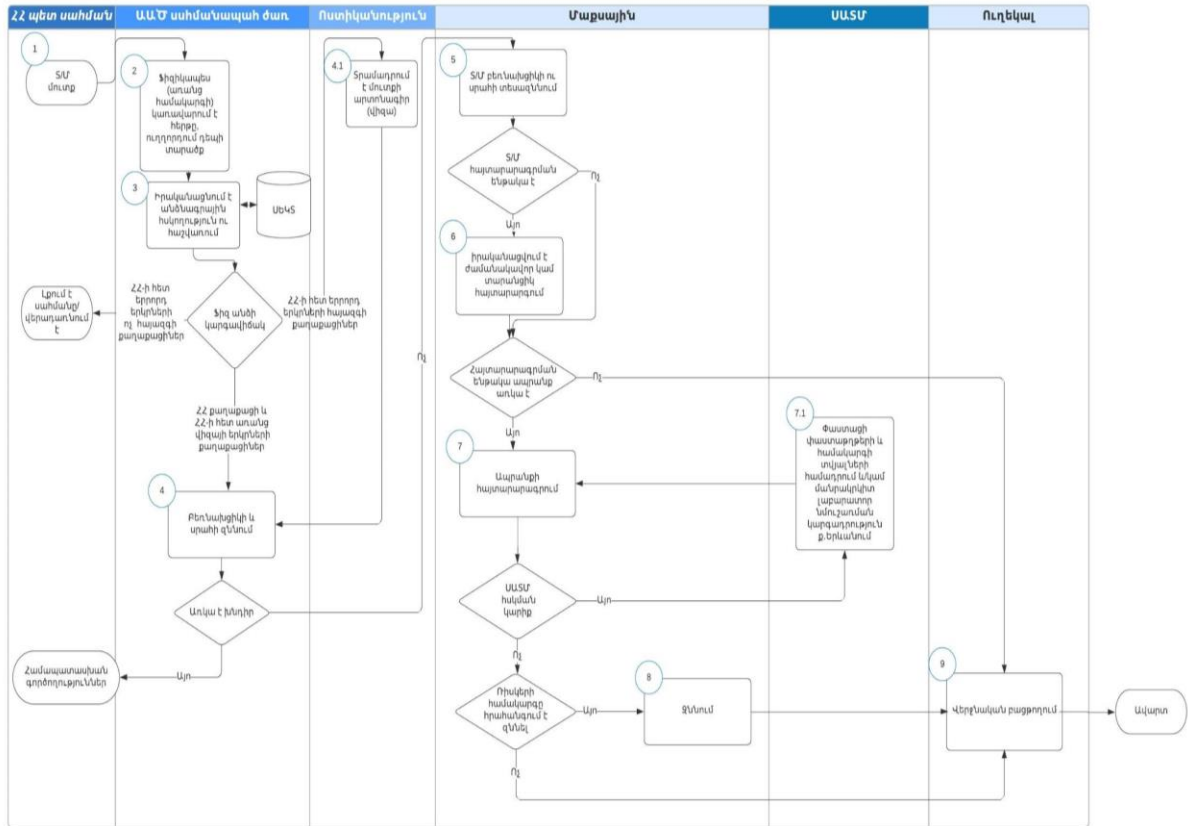 ՀՀ պետ սահման
ԱԱԾ սահմանապահ ծառ
Ոստիկանություն
Մաքսային
ՍԱՏՄ
Ուղեկալ
1
Տ/Մ
մուտք
2
Ֆիզիկապես
(առանց
համակարգի)
կառավարում է
հերթը,
ուղղորդում դեպի
տարածք
3
Իրականացնում է
անձնագրային
հսկողություն ու
հաշվառում
ՍԵԿՏ
Լքում է
սահմանը/
վերադառնում
է
ՀՀ-ի հետ
երրորդ
երկրների
ոչ հայազգի
քաղաքացիներ
Ֆիզ անձի
կարգավիճակ
ՀՀ-ի հետ երրորդ
երկրների հայազգի
քաղաքացիներ
ՀՀ քաղաքացի և
ՀՀ-ի հետ առանց
վիզայի երկրների
քաղաքացիներ
4
Բեռնախցիկի և
սրահի զննում
Առկա է խնդիր
Այո
Համապատասխան
գործողություններ
4.1
Տրամադրում
է մուտքի
արտոնագիր
(վիզա)
Ոչ
5
Տ/Մ բեռնախցիկի ու
սրահի տեսազննում
Տ/Մ
հայտարարագրման
ենթակա է
Ոչ
Այո
6
իրականացվում է
ժամանակավոր կամ
տարանցիկ
հայտարարգում
Հայտարարագրման
ենթակա ապրանք
առկա է
Ոչ
Այո
7
Ապրանքի
հայտարարագրում
7.1
Փաստացի
փաստաթղթերի և
համակարգի
տվյալների
համադրում և/կամ
մանրակրկիտ
լաբարատոր
նմուշառման
կարգադրություն
ք.Երևանում
ՍԱՏՄ
հսկման
կարիք
Այո
Ոչ
Ռիսկերի
համակարգը
հրահանգում է
զննել
Այո
Ոչ
8
Զննում
9
Վերջնական բացթողում
Ավարտ